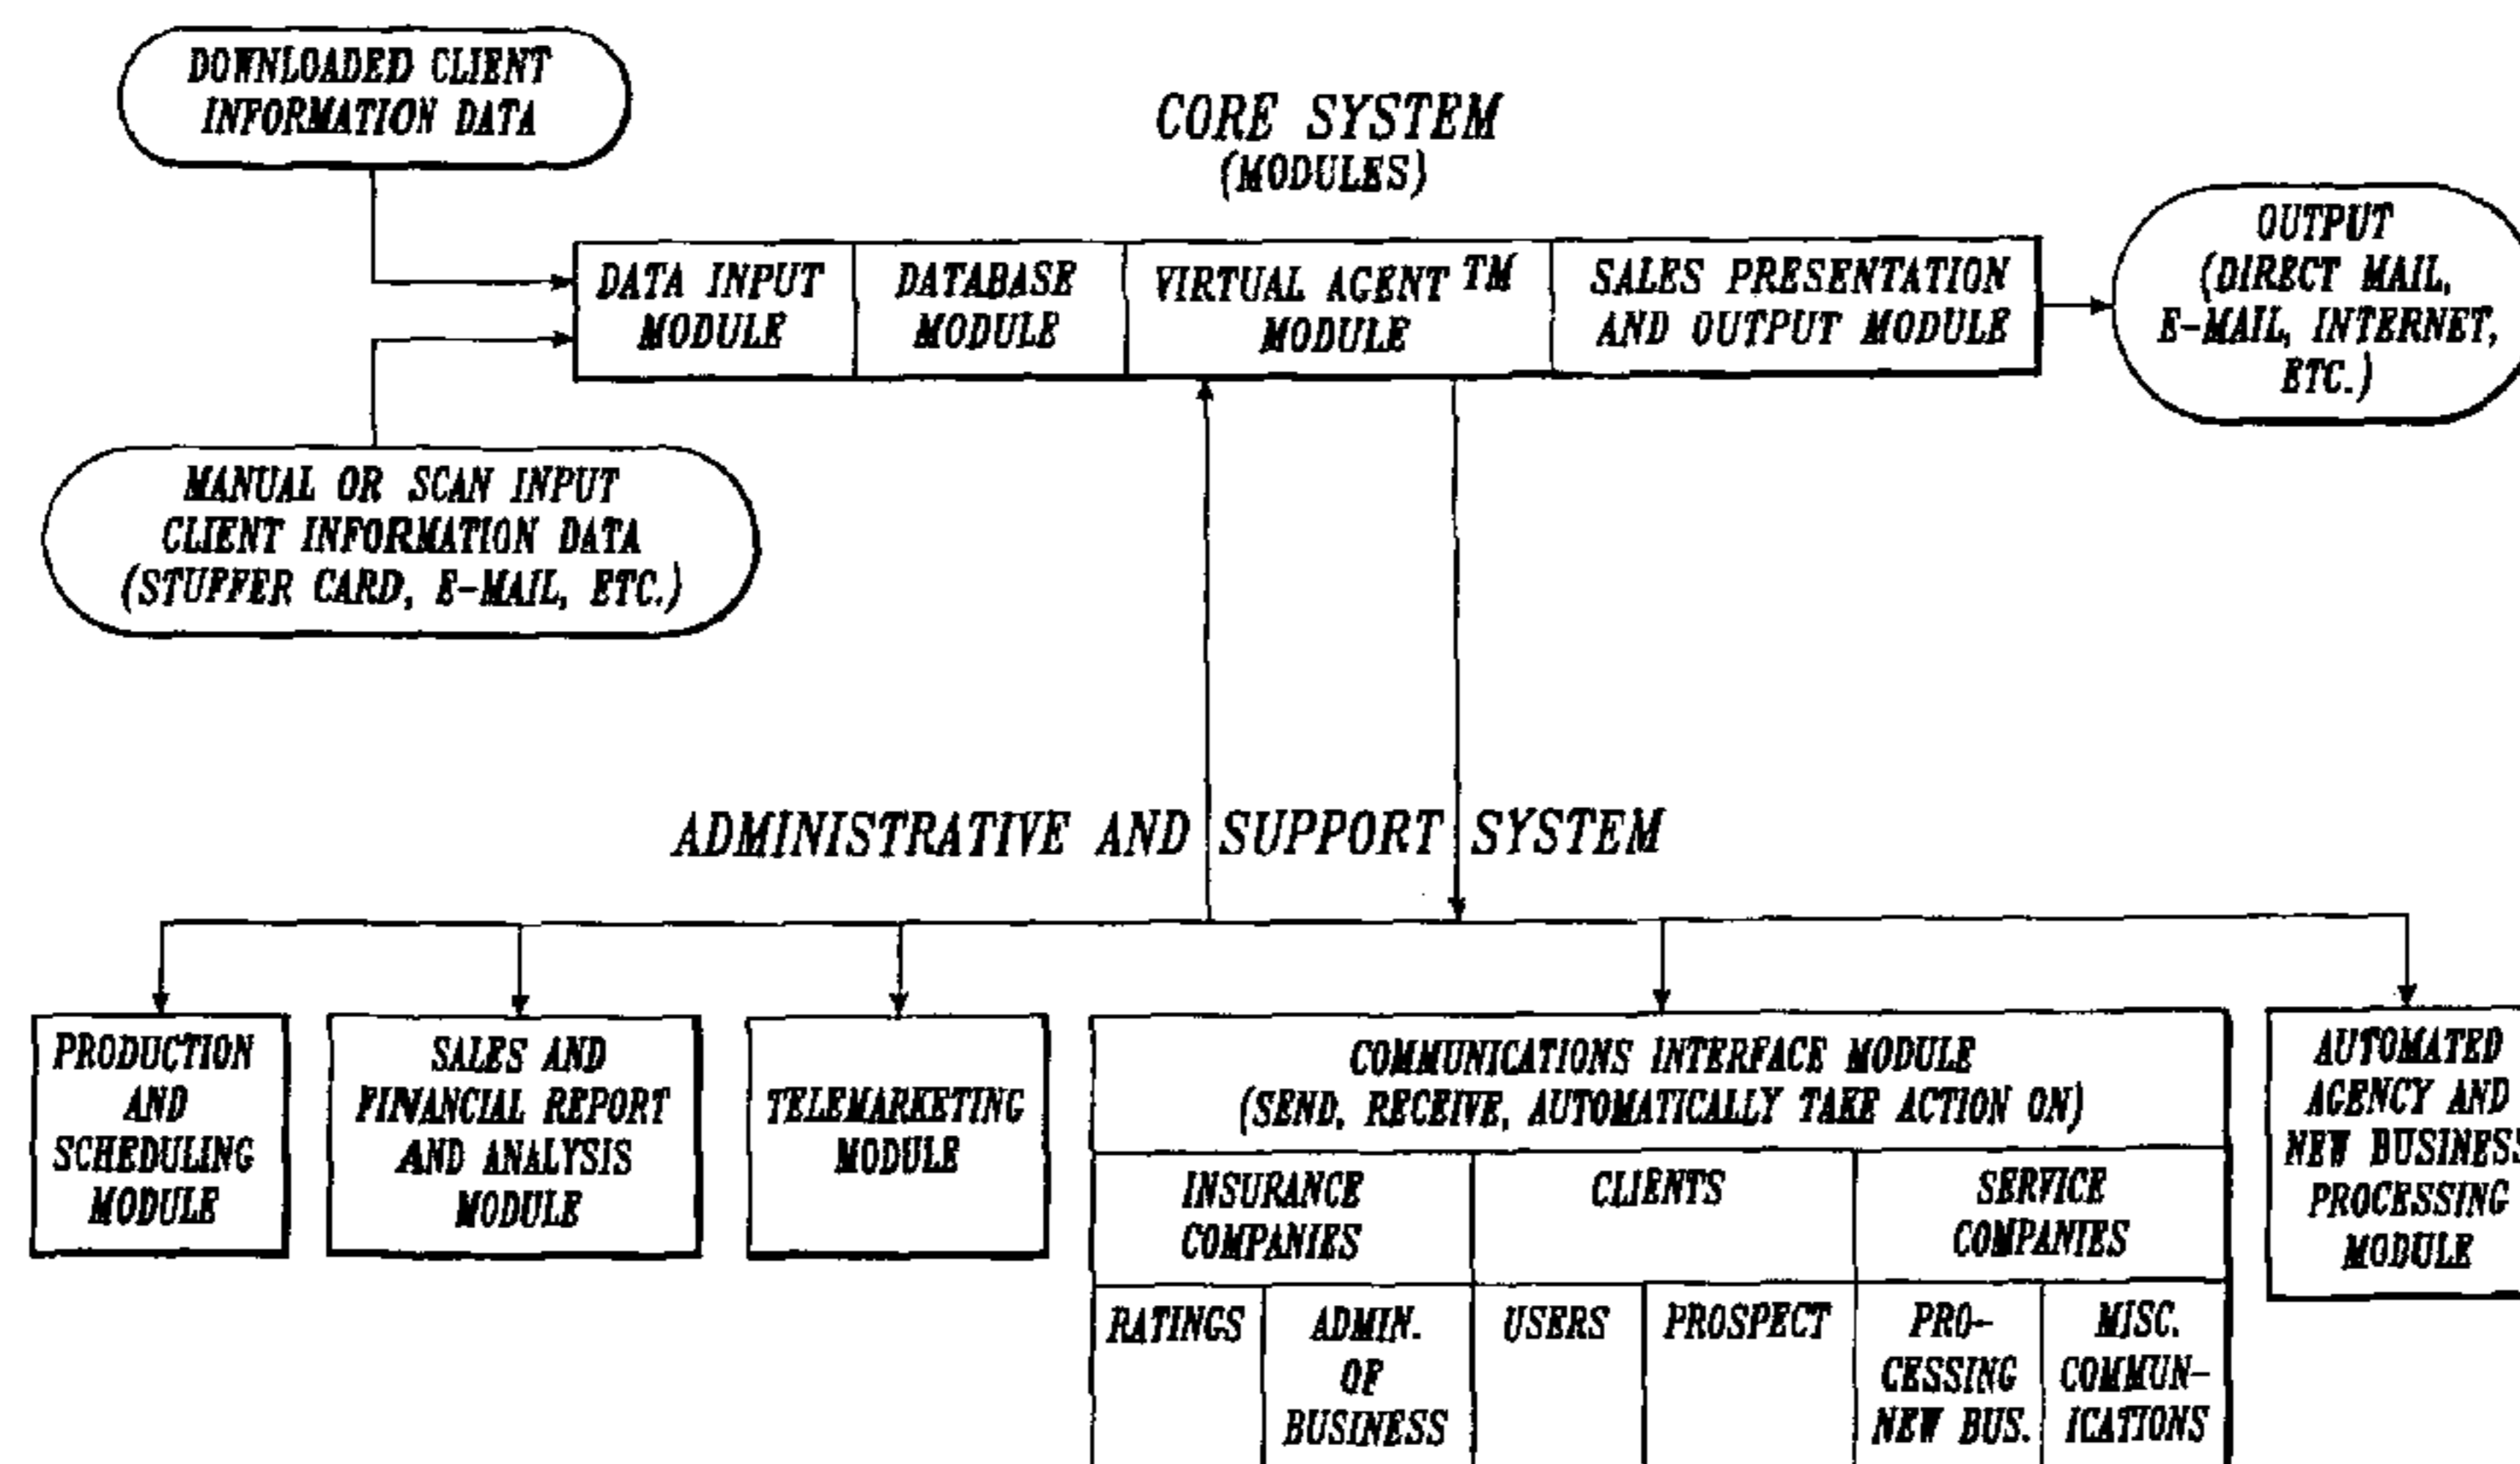 DOWNLOADED CLIENT
INFORMATION DATA
CORE SYSTEM
(MODULES)
DATA INPUT
MODULE
DATABASE
MODULE
VIRTUAL AGENT TM
MODULE
SALES PRESENTATION
AND OUTPUT MODULE
OUTPUT
(DIRECT MAIL,
E-MAIL, INTERNET,
ETC.)
MANUAL OR SCAN INPUT
CLIENT INFORMATION DATA
(STUFFER CARD, E-MAIL, ETC.)
ADMINISTRATIVE AND SUPPORT SYSTEM
PRODUCTION
AND
SCHEDULING
MODULE
SALES AND
FINANCIAL REPORT
AND ANALYSIS
MODULE
TELEMARKETING
MODULE
COMMUNICATIONS INTERFACE MODULE
(SEND, RECEIVE, AUTOMATICALLY TAKE ACTION ON)
INSURANCE
COMPANIES
CLIENTS
SERVICE
COMPANIES
RATINGS
ADMIN.
OF
BUSINESS
USERS
PROSPECT
PRO-
CESSING
NEW BUS.
MISC.
COMMUN-
ICATIONS
AUTOMATED
AGENCY AND
NEW BUSINESS
PROCESSING
MODULE